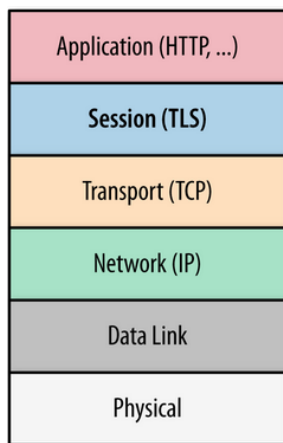 Application (HTTP, ...)
Session (TLS)
Transport (TCP)
Network (IP)
Data Link
Physical